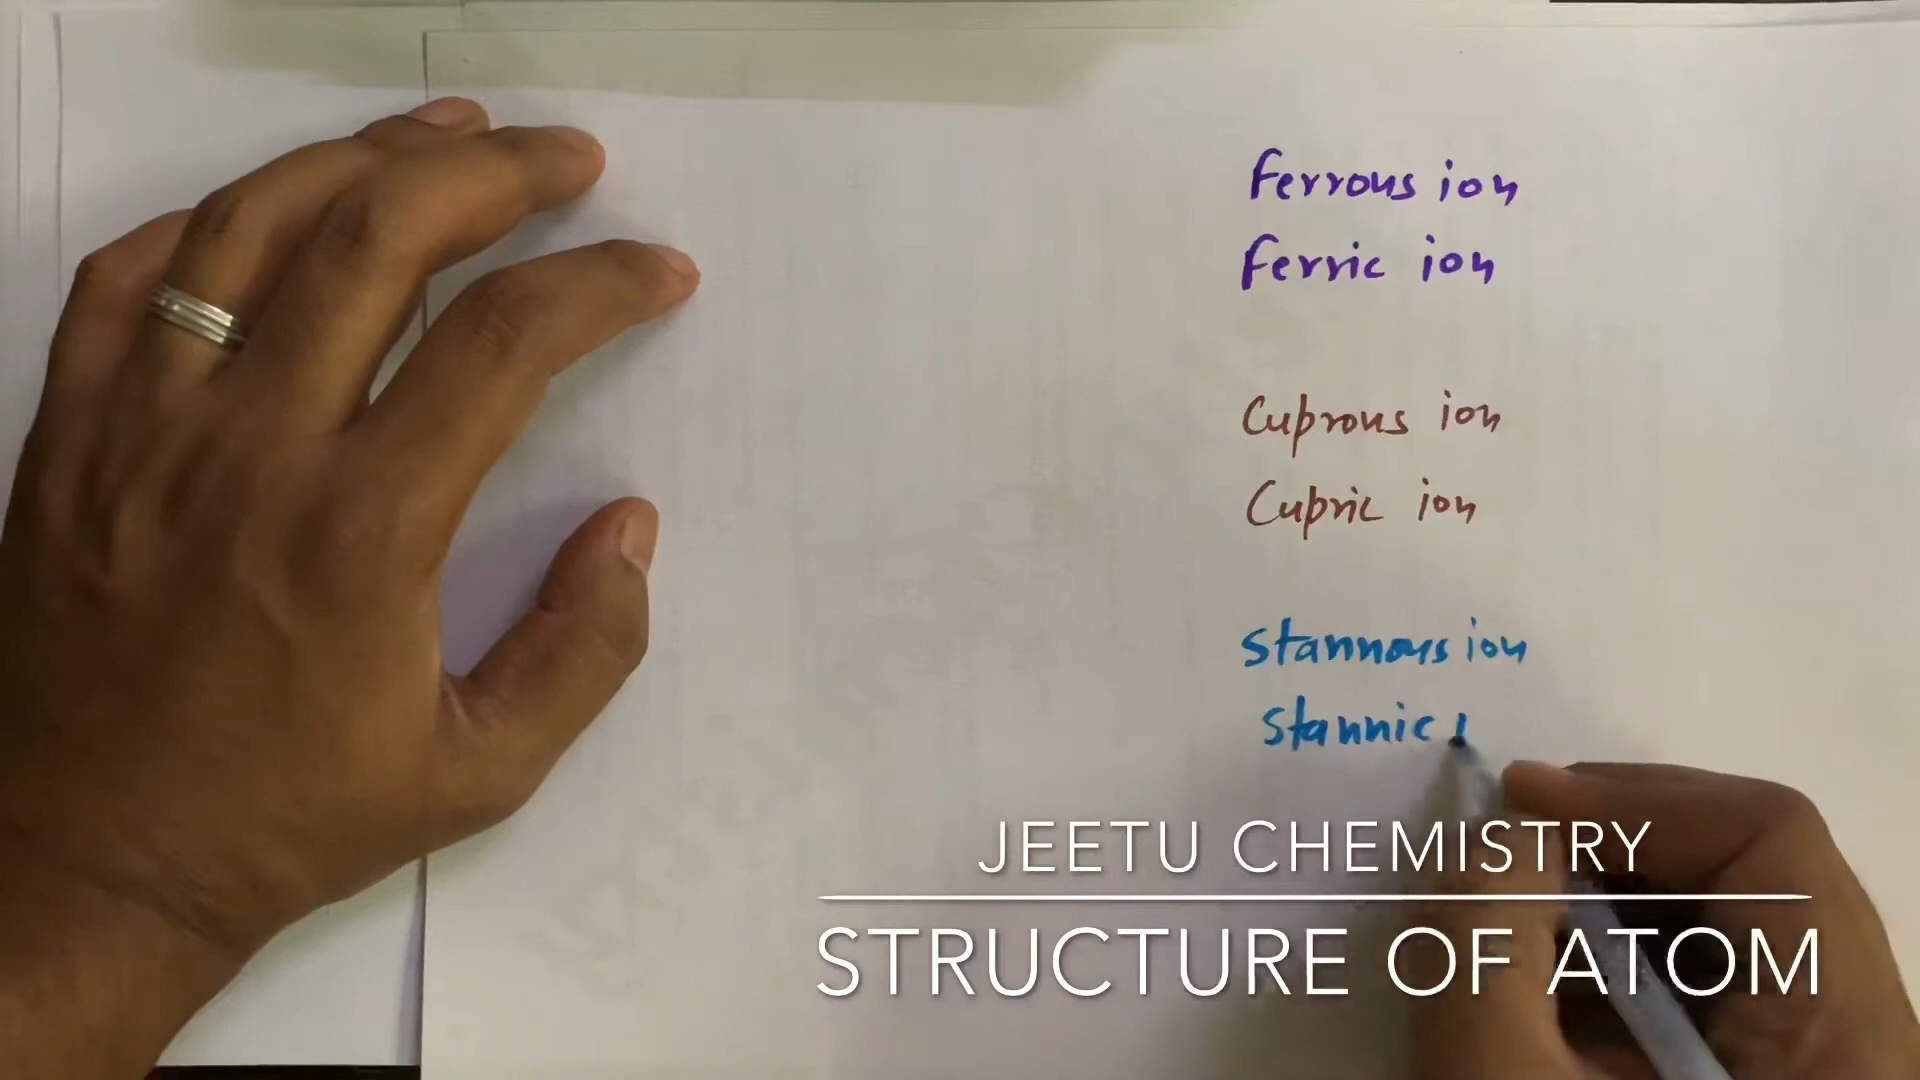 Ferrous ion
Ferric ion
Cuprous ion
Cupric ion
Stannous ion
Stannic i
JEETU CHEMISTRY
STRUCTURE OF ATOM